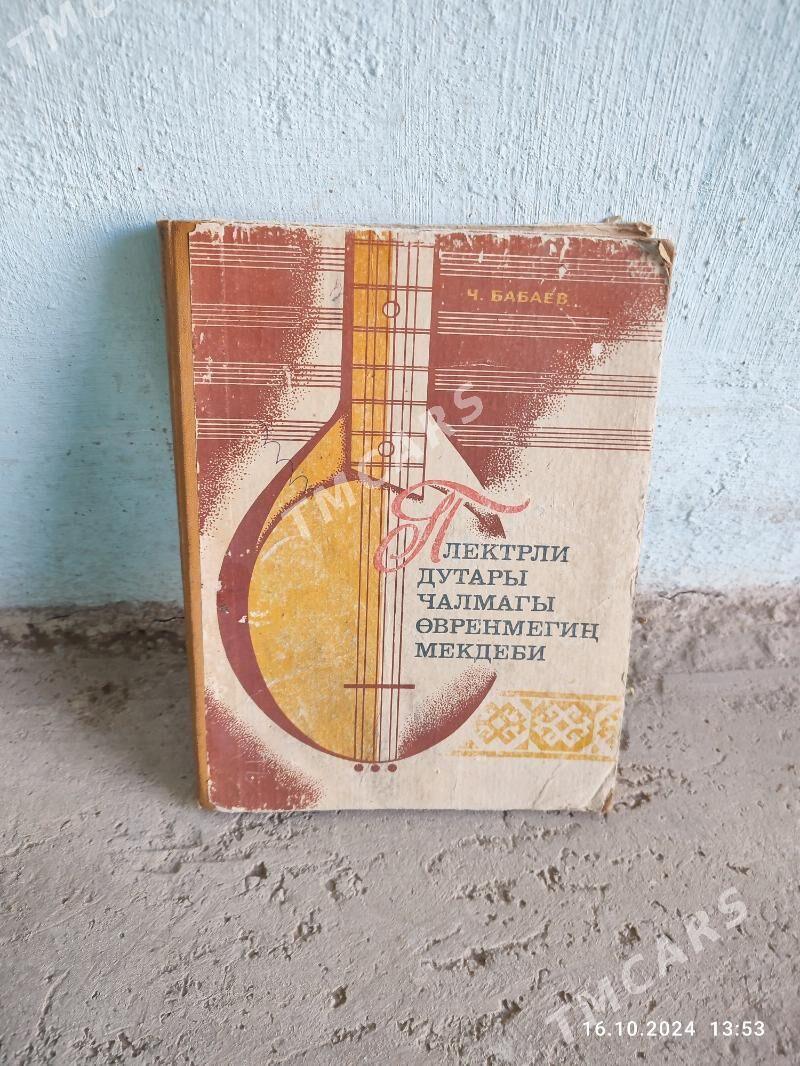 TMCARS
Ч. БАБАЕВ
TMCARS
ПЛЕКТРЛИ
ДУТАРЫ
ЧАЛМАГЫ
ӨВРЕНМЕГИҢ
МЕКДЕБИ
TMCARS
16.10.2024 13:53